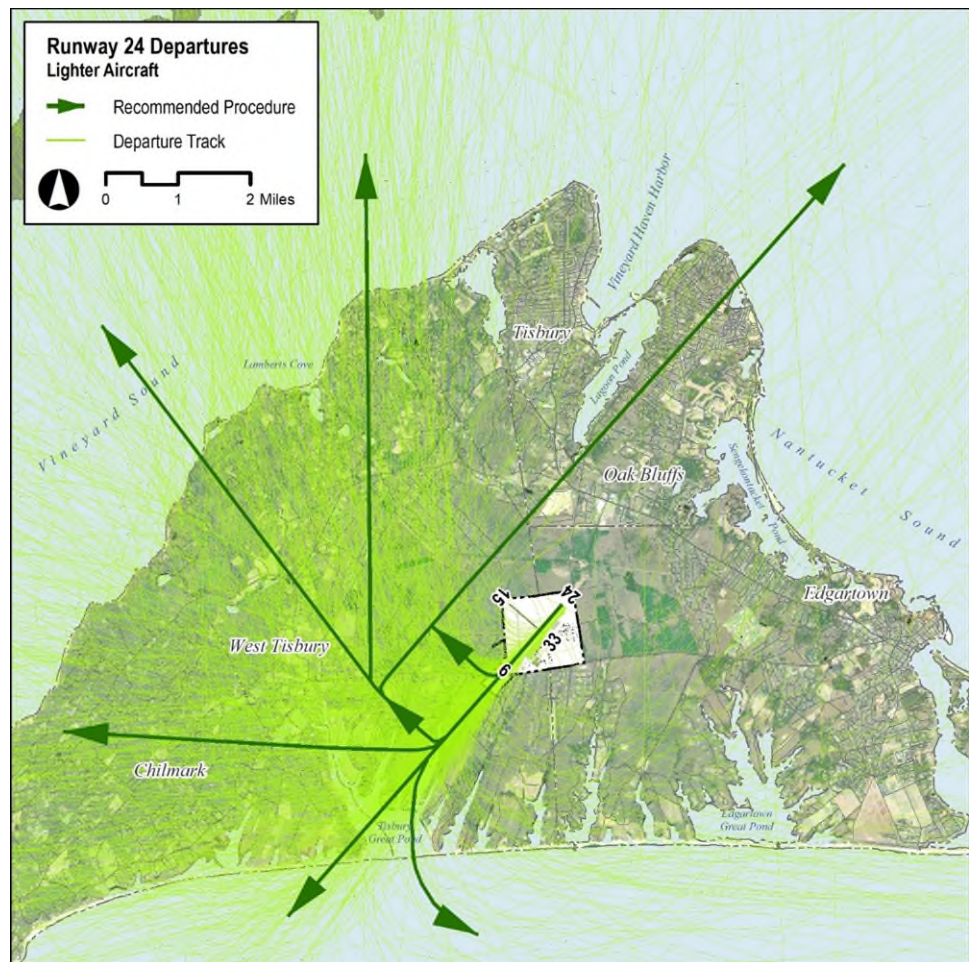 Runway 24 Departures
Lighter Aircraft
Recommended Procedure
Departure Track
0 1 2 Miles
Vineyard Haven Harbor
Tisbury
Lamberts Cove
Vineyard Sound
Lagoon Pond
Oak Bluffs
Sengekontacket Pond
Nantucket Sound
15
24
Edgartown
33
6
West Tisbury
Chilmark
Tisbury
Great Pond
Edgartown
Great Pond